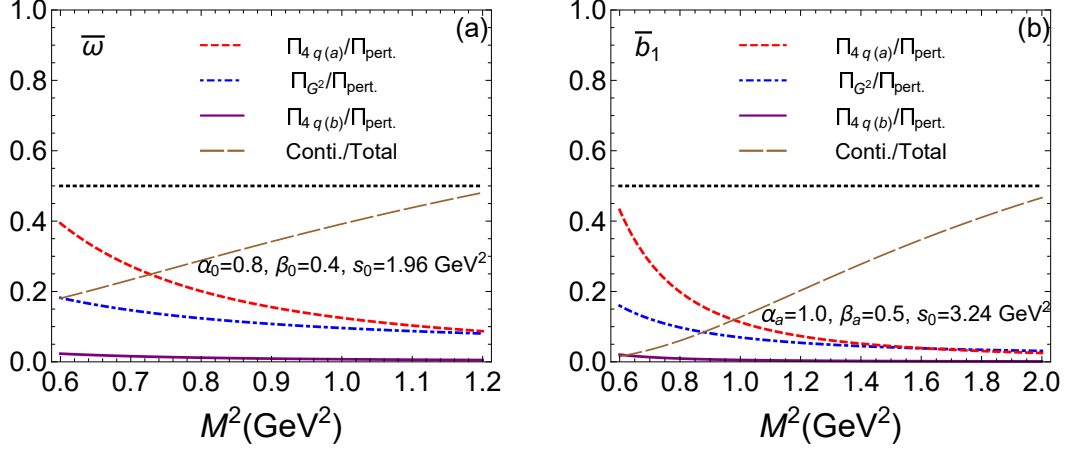 1.0
0.8
0.6
0.4
0.2
0.0
ω̅
(a)
Π4 q(a)/Πpert.
ΠG²/Πpert.
Π4 q(b)/Πpert.
Conti./Total
α₀=0.8, β₀=0.4, s₀=1.96 GeV²
0.6 0.7 0.8 0.9 1.0 1.1 1.2
M²(GeV²)
1.0
0.8
0.6
0.4
0.2
0.0
b̅₁
(b)
Π4 q(a)/Πpert.
ΠG²/Πpert.
Π4 q(b)/Πpert.
Conti./Total
αₐ=1.0, βₐ=0.5, s₀=3.24 GeV²
0.6 0.8 1.0 1.2 1.4 1.6 1.8 2.0
M²(GeV²)